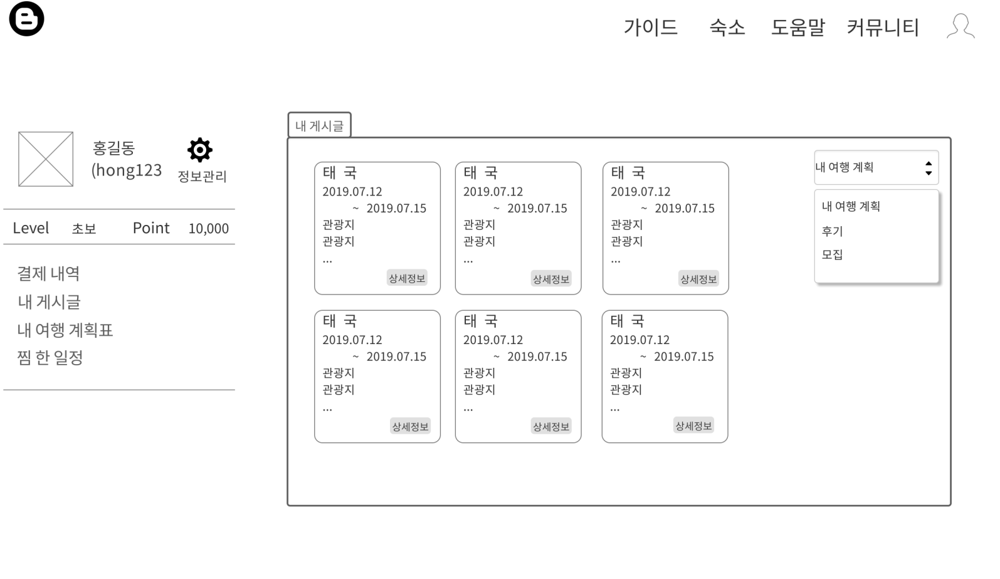 가이드 숙소 도움말 커뮤니티
홍길동
(hong123
정보관리
Level 초보 Point 10,000
결제 내역
내 게시글
내 여행 계획표
찜 한 일정
내 게시글
태 국
2019.07.12
~ 2019.07.15
관광지
관광지
...
상세정보
태 국
2019.07.12
~ 2019.07.15
관광지
관광지
...
상세정보
태 국
2019.07.12
~ 2019.07.15
관광지
관광지
...
상세정보
내 여행 계획
내 여행 계획
후기
모집
태 국
2019.07.12
~ 2019.07.15
관광지
관광지
...
상세정보
태 국
2019.07.12
~ 2019.07.15
관광지
관광지
...
상세정보
태 국
2019.07.12
~ 2019.07.15
관광지
관광지
...
상세정보